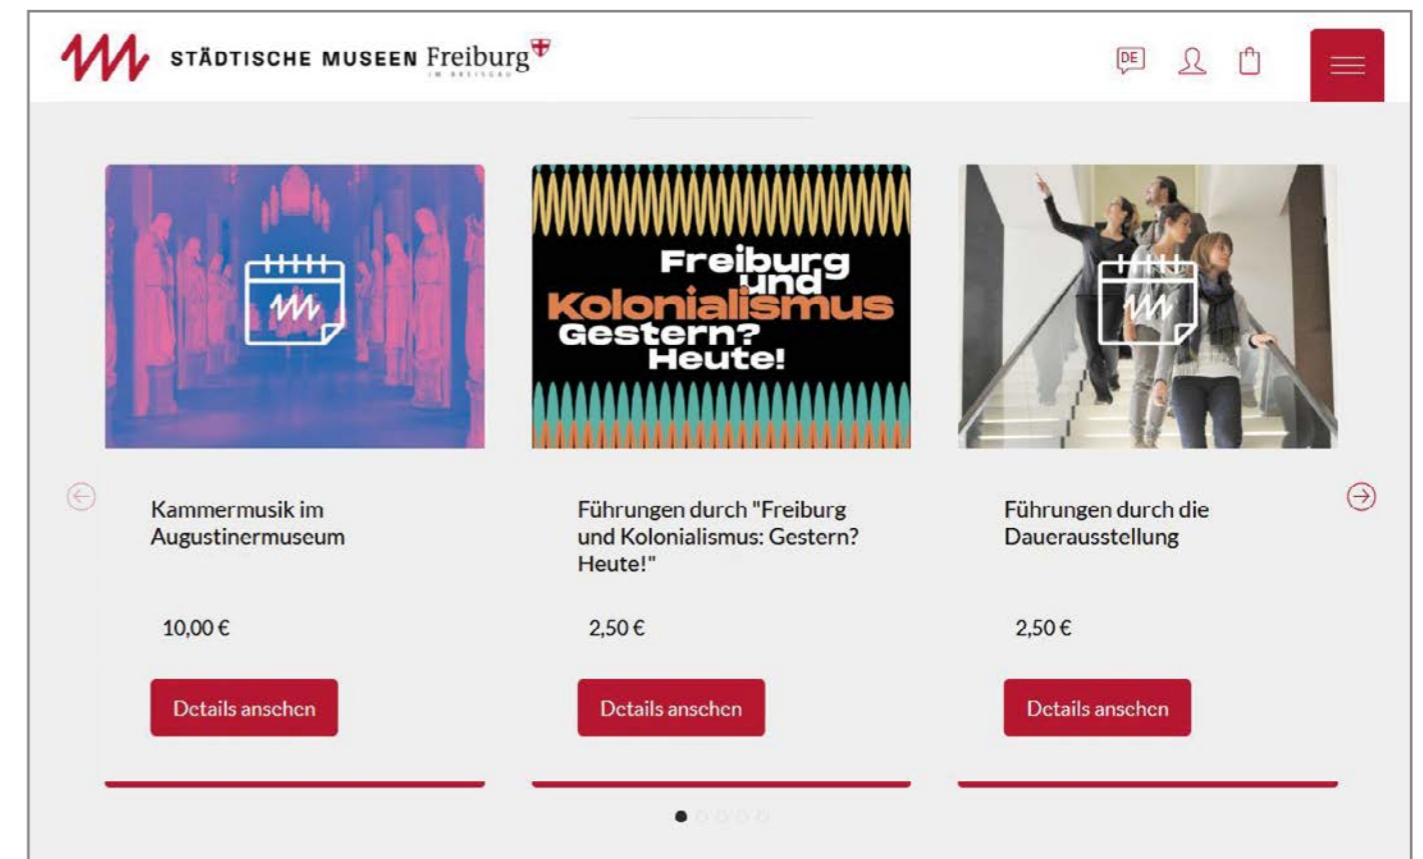 STÄDTISCHE MUSEEN Freiburg
IM BREISGAU
DE
Freiburg
und
Kolonialismus
Gestern?
Heute!
Kammermusik im
Augustinermuseum
10,00 €
Details ansehen
Führungen durch "Freiburg
und Kolonialismus: Gestern?
Heute!"
2,50 €
Details ansehen
Führungen durch die
Dauerausstellung
2,50 €
Details ansehen